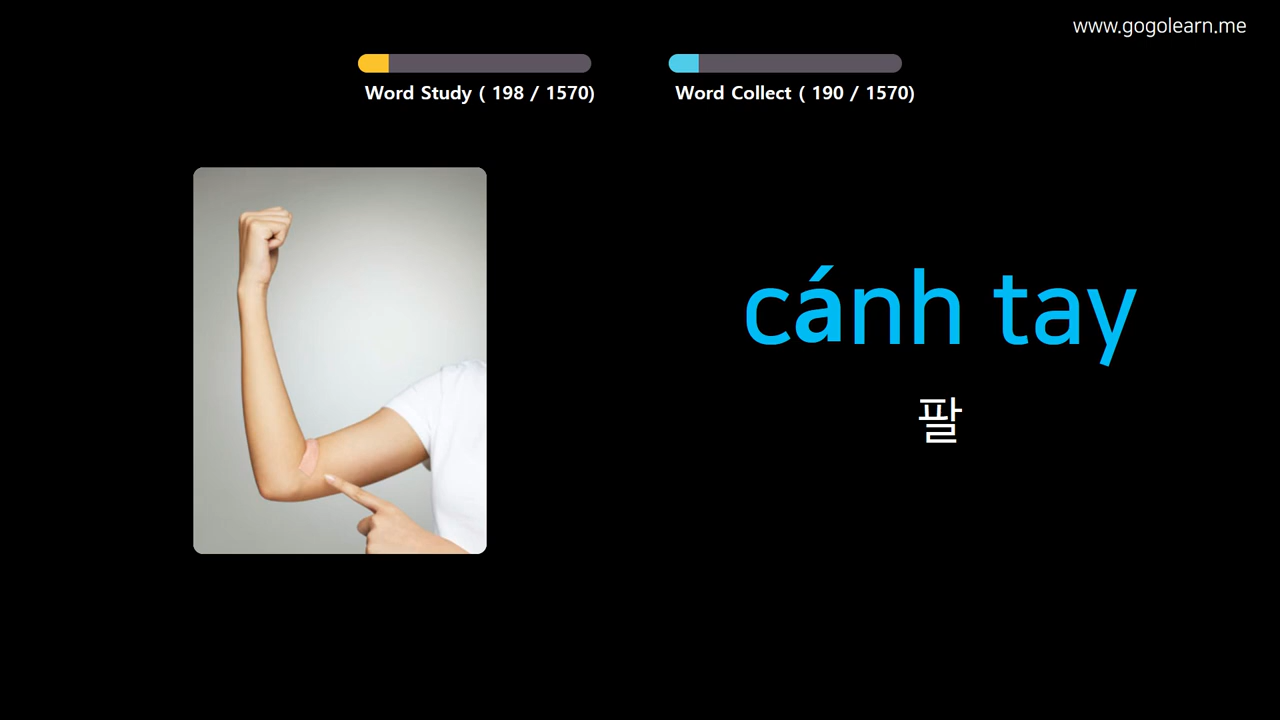 www.gogolearn.me
Word Study ( 198 / 1570)
Word Collect ( 190 / 1570)
cánh tay
팔